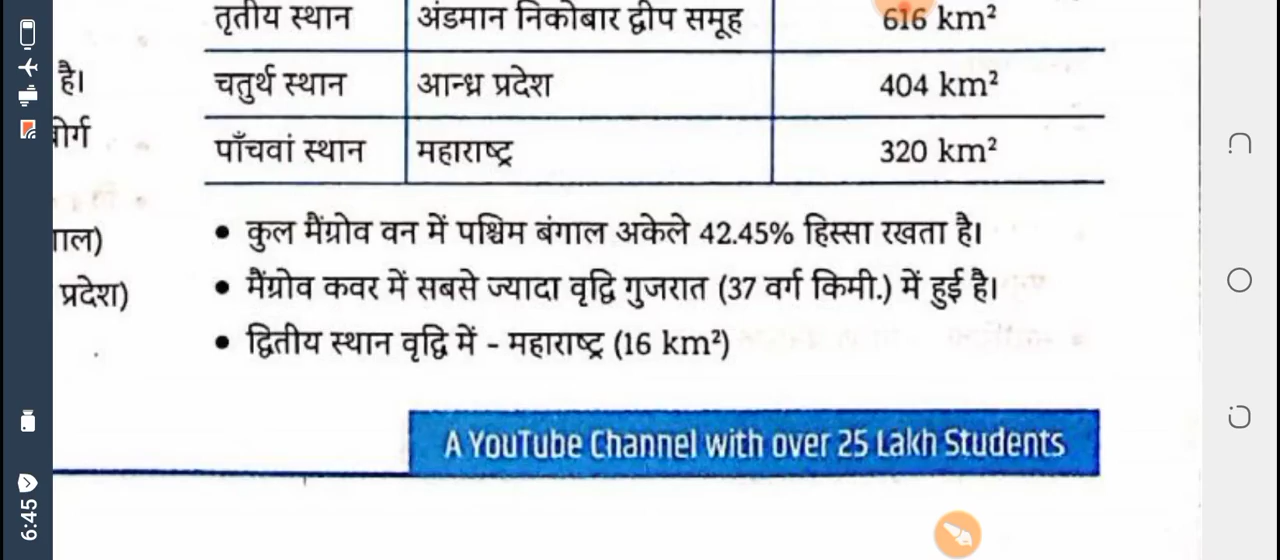 तृतीय स्थान अंडमान निकोबार द्वीप समूह 616 km²
है।
चतुर्थ स्थान आन्ध्र प्रदेश 404 km²
पाँचवां स्थान महाराष्ट्र 320 km²
• कुल मैंग्रोव वन में पश्चिम बंगाल अकेले 42.45% हिस्सा रखता है।
• मैंग्रोव कवर में सबसे ज्यादा वृद्धि गुजरात (37 वर्ग किमी.) में हुई है।
प्रदेश)
• द्वितीय स्थान वृद्धि में - महाराष्ट्र (16 km²)
A YouTube Channel with over 25 Lakh Students
6:45